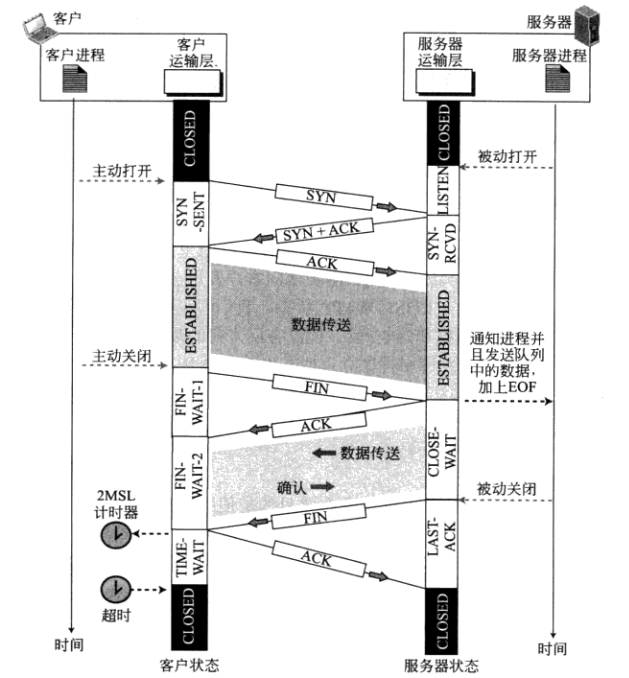 客户
服务器
客户进程
客户
运输层.
服务器
运输层
服务器进程
CLOSED
CLOSED
主动打开
被动打开
LISTEN
SYN
SYN
-SENT
SYN + ACK
SYN-
RCVD
ACK
ESTABLISHED
数据传送
ESTABLISHED
通知进程并
且发送队列
中的数据,
加上EOF
主动关闭
FIN
FIN-
WAIT-1
ACK
数据传送
CLOSE-
WAIT
FIN-
WAIT-2
确认
被动关闭
2MSL
计时器
FIN
LAST-
ACK
TIME-
WAIT
ACK
超时
CLOSED
CLOSED
时间
客户状态
服务器状态
时间